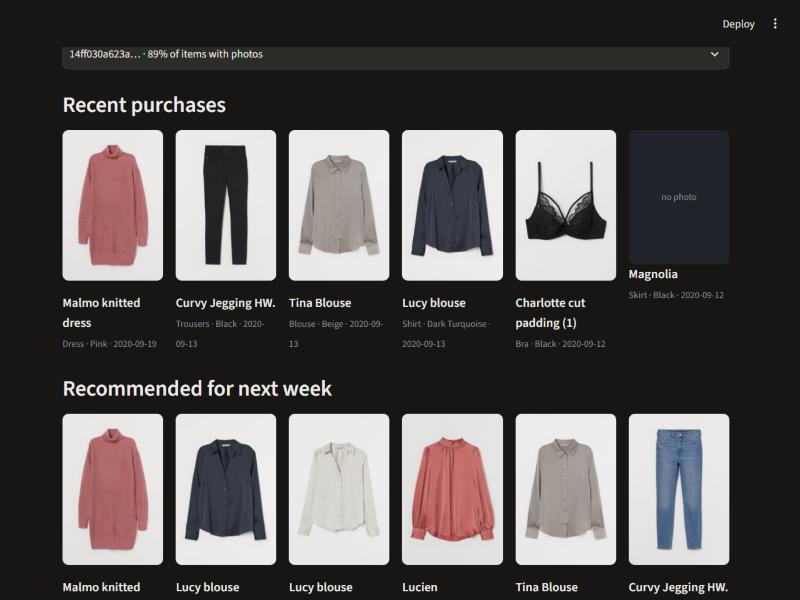 Deploy
14ff030a623a… · 89% of items with photos
Recent purchases
no photo
Malmo knitted
dress
Dress · Pink · 2020-09-19
Curvy Jegging HW.
Trousers · Black · 2020-
09-13
Tina Blouse
Blouse · Beige · 2020-09-
13
Lucy blouse
Shirt · Dark Turquoise ·
2020-09-13
Charlotte cut
padding (1)
Bra · Black · 2020-09-12
Magnolia
Skirt · Black · 2020-09-12
Recommended for next week
Malmo knitted
Lucy blouse
Lucy blouse
Lucien
Tina Blouse
Curvy Jegging HW.